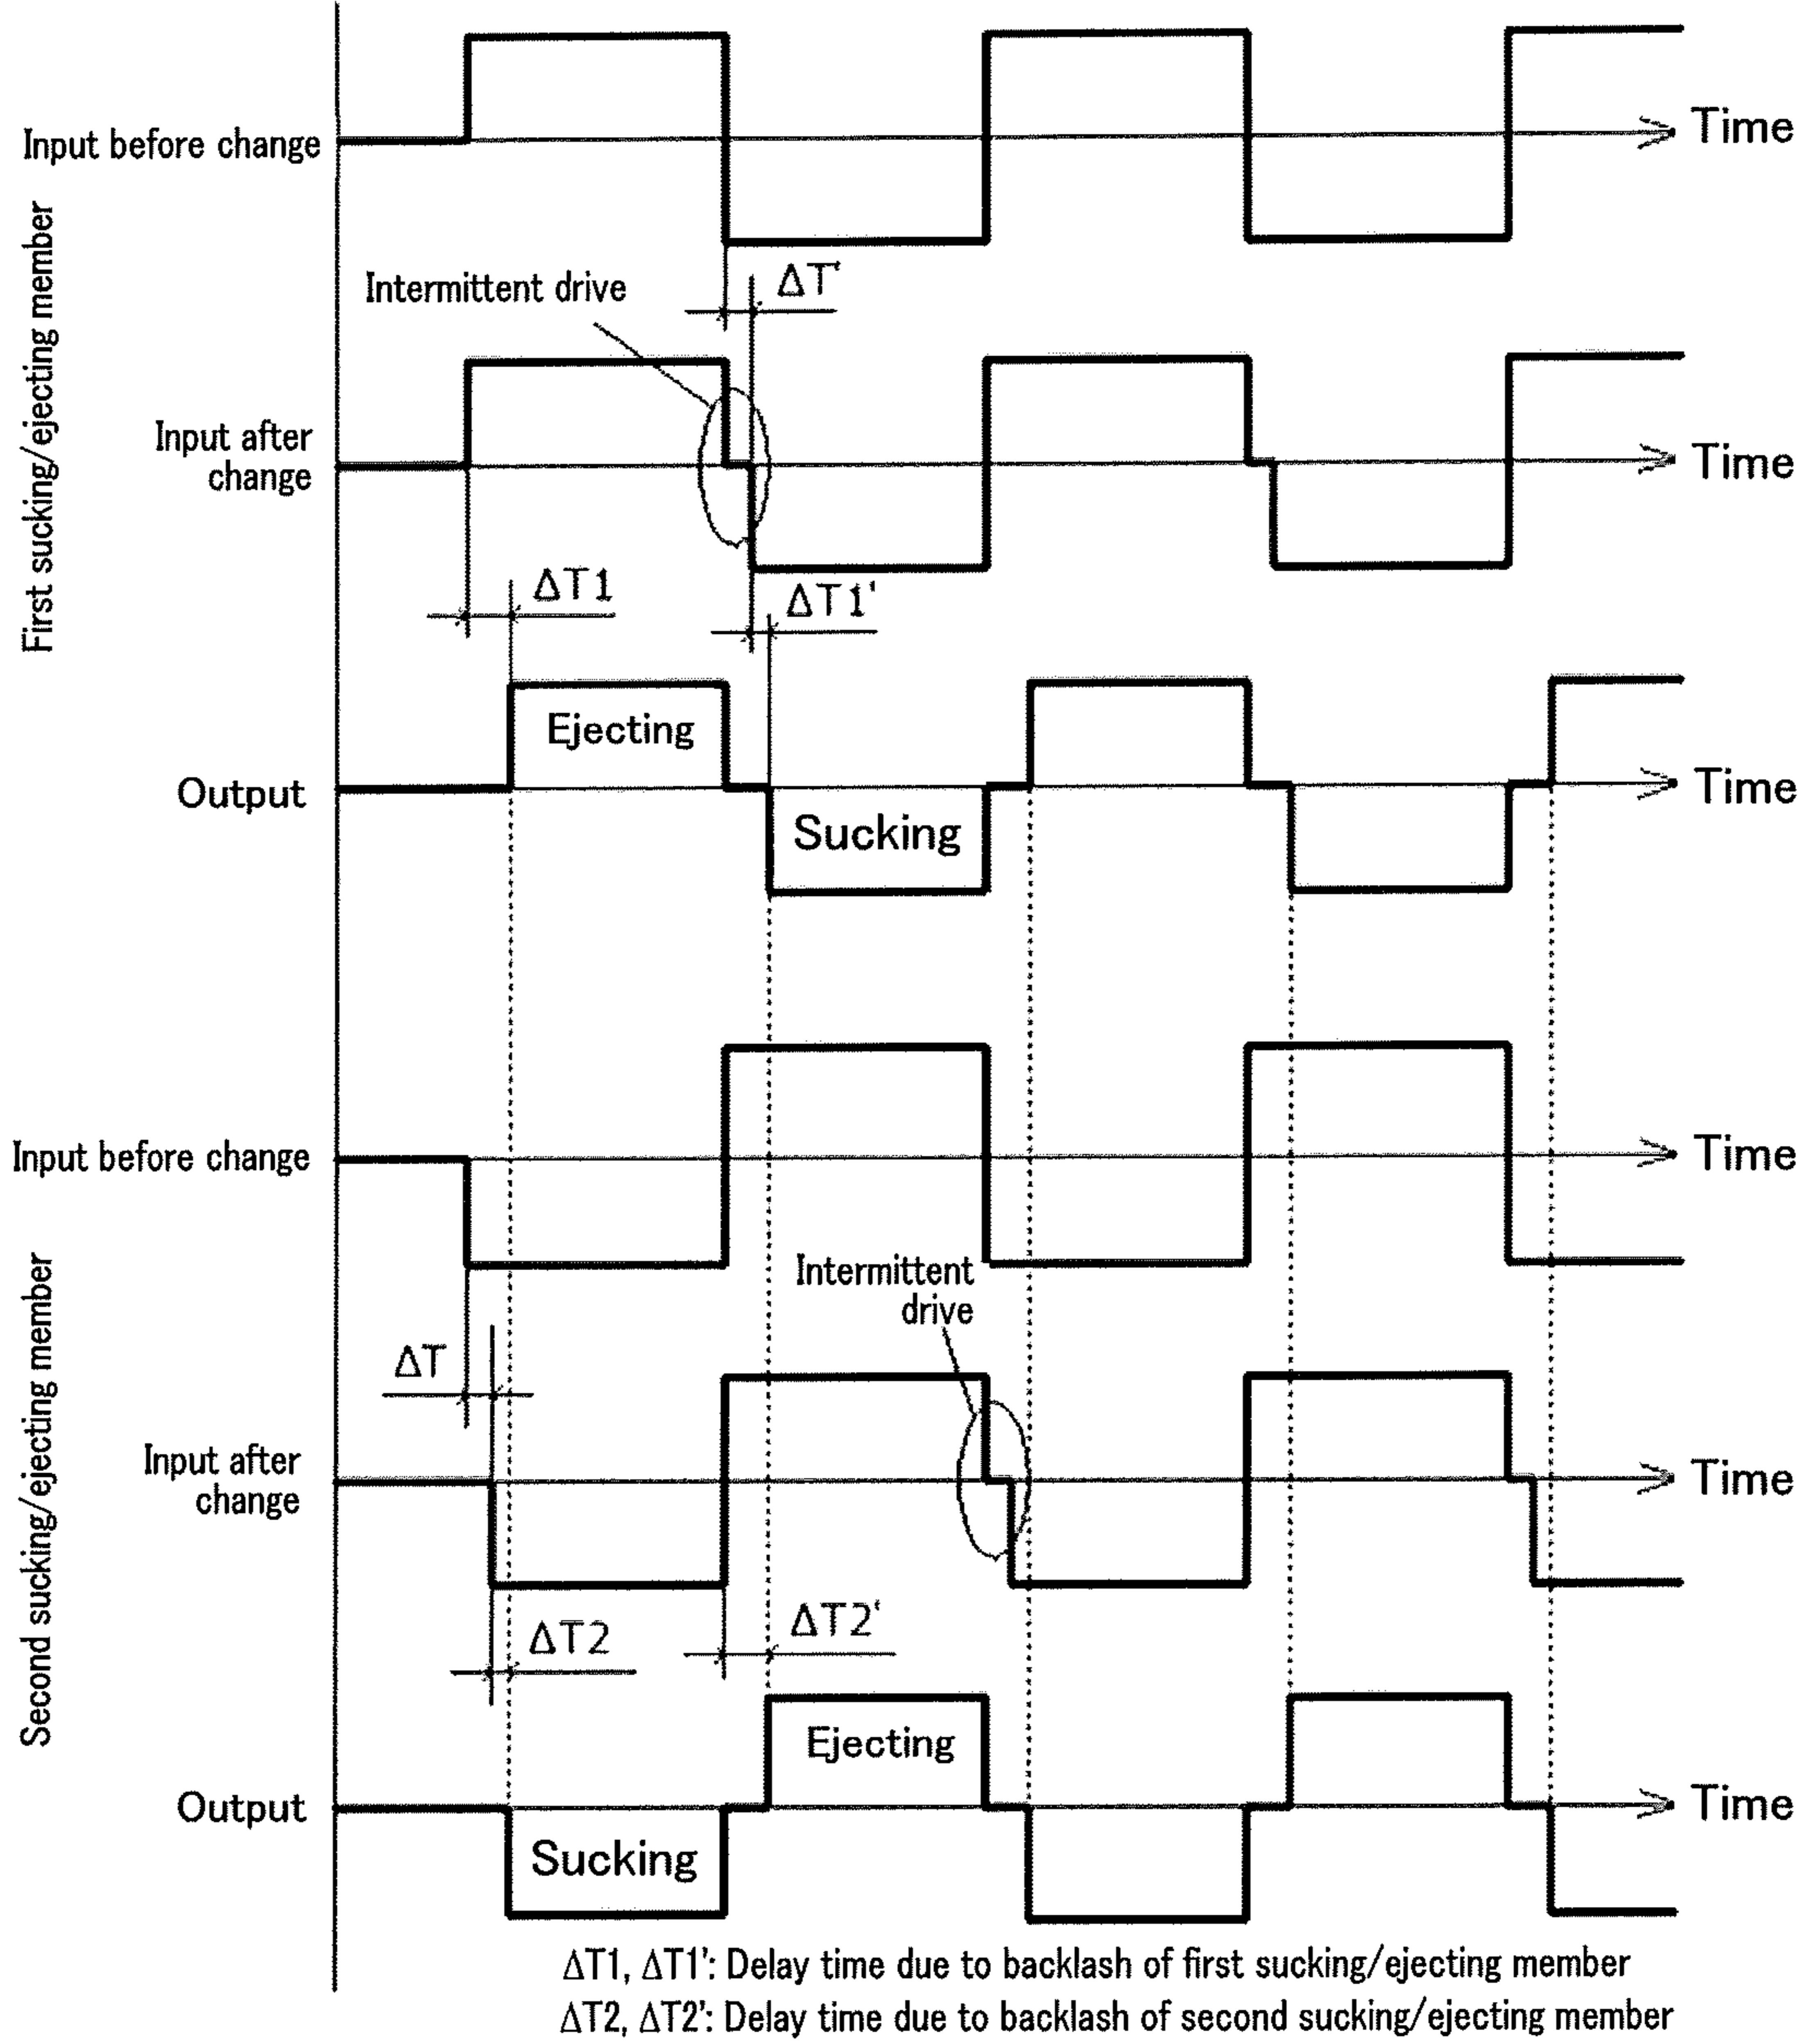 First sucking/ejecting member
Input before change
Time
Intermittent drive
ΔT'
Input after
change
Time
ΔT1
ΔT1'
Output
Ejecting
Sucking
Time
Second sucking/ejecting member
Input before change
Time
Intermittent
drive
ΔT
Input after
change
Time
ΔT2
ΔT2'
Output
Ejecting
Sucking
Time
ΔT1, ΔT1': Delay time due to backlash of first sucking/ejecting member
ΔT2, ΔT2': Delay time due to backlash of second sucking/ejecting member